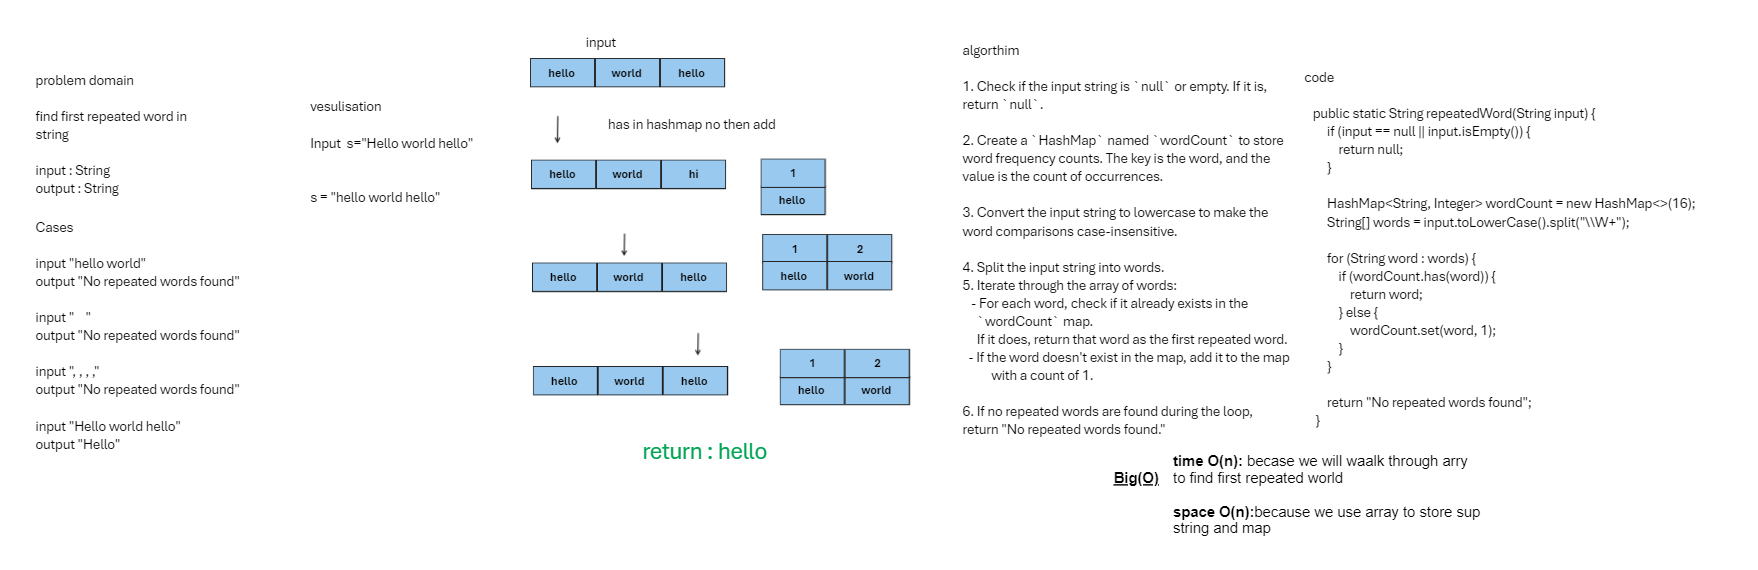 problem domain
find first repeated word in
string
input : String
output : String
Cases
input "hello world"
output "No repeated words found"
input "    "
output "No repeated words found"
input ", , , ,"
output "No repeated words found"
input "Hello world hello"
output "Hello"
vesulisation
Input  s="Hello world hello"
s = "hello world hello"
input
hello world hello
has in hashmap no then add
hello world hi
1
hello
hello world hello
1 2
hello world
hello world hello
1 2
hello world
return : hello
algorthim
1. Check if the input string is `null` or empty. If it is,
return `null`.
2. Create a `HashMap` named `wordCount` to store
word frequency counts. The key is the word, and the
value is the count of occurrences.
3. Convert the input string to lowercase to make the
word comparisons case-insensitive.
4. Split the input string into words.
5. Iterate through the array of words:
- For each word, check if it already exists in the
`wordCount` map.
If it does, return that word as the first repeated word.
- If the word doesn't exist in the map, add it to the map
with a count of 1.
6. If no repeated words are found during the loop,
return "No repeated words found."
code
public static String repeatedWord(String input) {
if (input == null || input.isEmpty()) {
return null;
}
HashMap<String, Integer> wordCount = new HashMap<>(16);
String[] words = input.toLowerCase().split("\\W+");
for (String word : words) {
if (wordCount.has(word)) {
return word;
} else {
wordCount.set(word, 1);
}
}
return "No repeated words found";
}
Big(O)
time O(n): becase we will waalk through arry
to find first repeated world
space O(n):because we use array to store sup
string and map